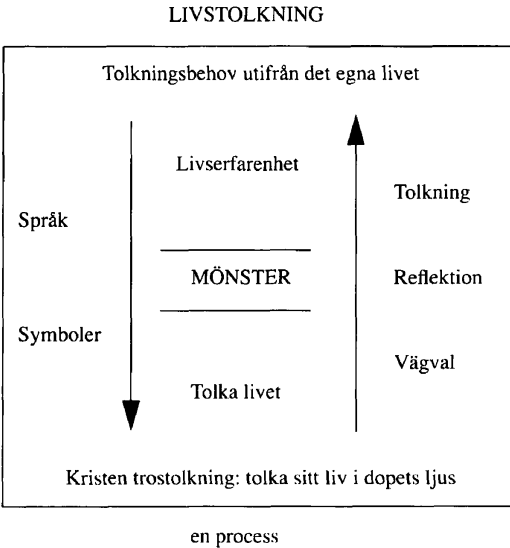 LIVSTOLKNING
Tolkningsbehov utifrån det egna livet
Livserfarenhet
Tolkning
Språk
MÖNSTER
Reflektion
Symboler
Vägval
Tolka livet
Kristen trostolkning: tolka sitt liv i dopets ljus
en process